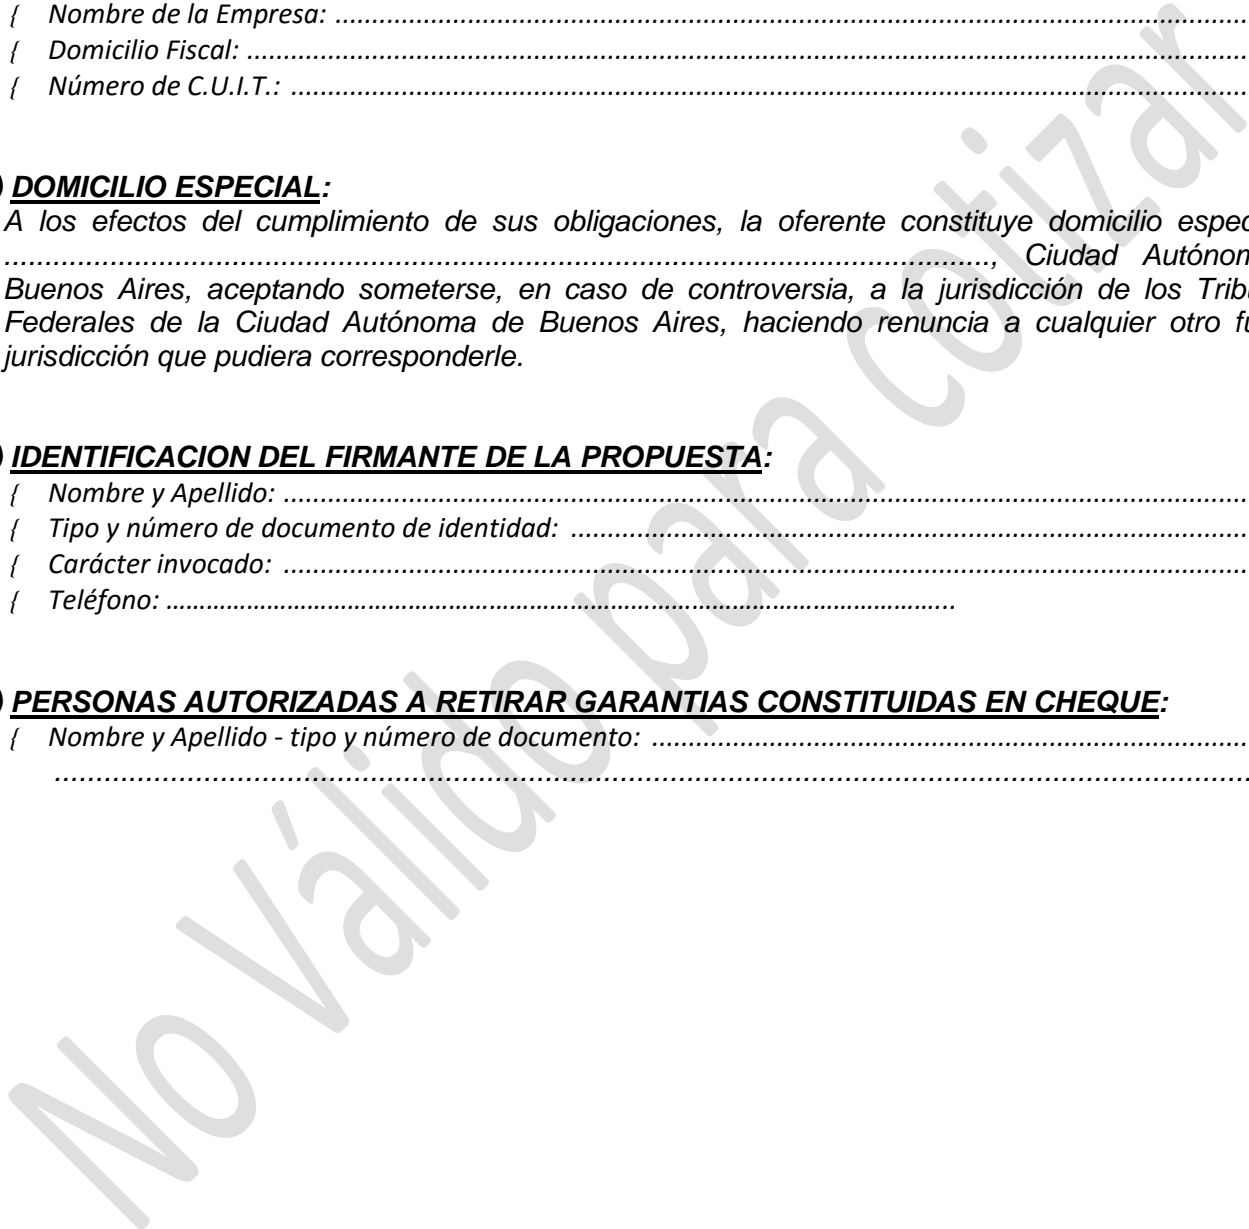 { Nombre de la Empresa: ........................................................................................................................
{ Domicilio Fiscal: ........................................................................................................................
{ Número de C.U.I.T.: ........................................................................................................................
) DOMICILIO ESPECIAL:
A los efectos del cumplimiento de sus obligaciones, la oferente constituye domicilio espec
........................................................................................................................, Ciudad Autónom
Buenos Aires, aceptando someterse, en caso de controversia, a la jurisdicción de los Tribu
Federales de la Ciudad Autónoma de Buenos Aires, haciendo renuncia a cualquier otro fu
jurisdicción que pudiera corresponderle.
) IDENTIFICACION DEL FIRMANTE DE LA PROPUESTA:
{ Nombre y Apellido: ........................................................................................................................
{ Tipo y número de documento de identidad: ........................................................................................
{ Carácter invocado: ........................................................................................................................
{ Teléfono: ........................................................................................................
) PERSONAS AUTORIZADAS A RETIRAR GARANTIAS CONSTITUIDAS EN CHEQUE:
{ Nombre y Apellido - tipo y número de documento: ................................................................................
........................................................................................................................
No Válido para cotizar